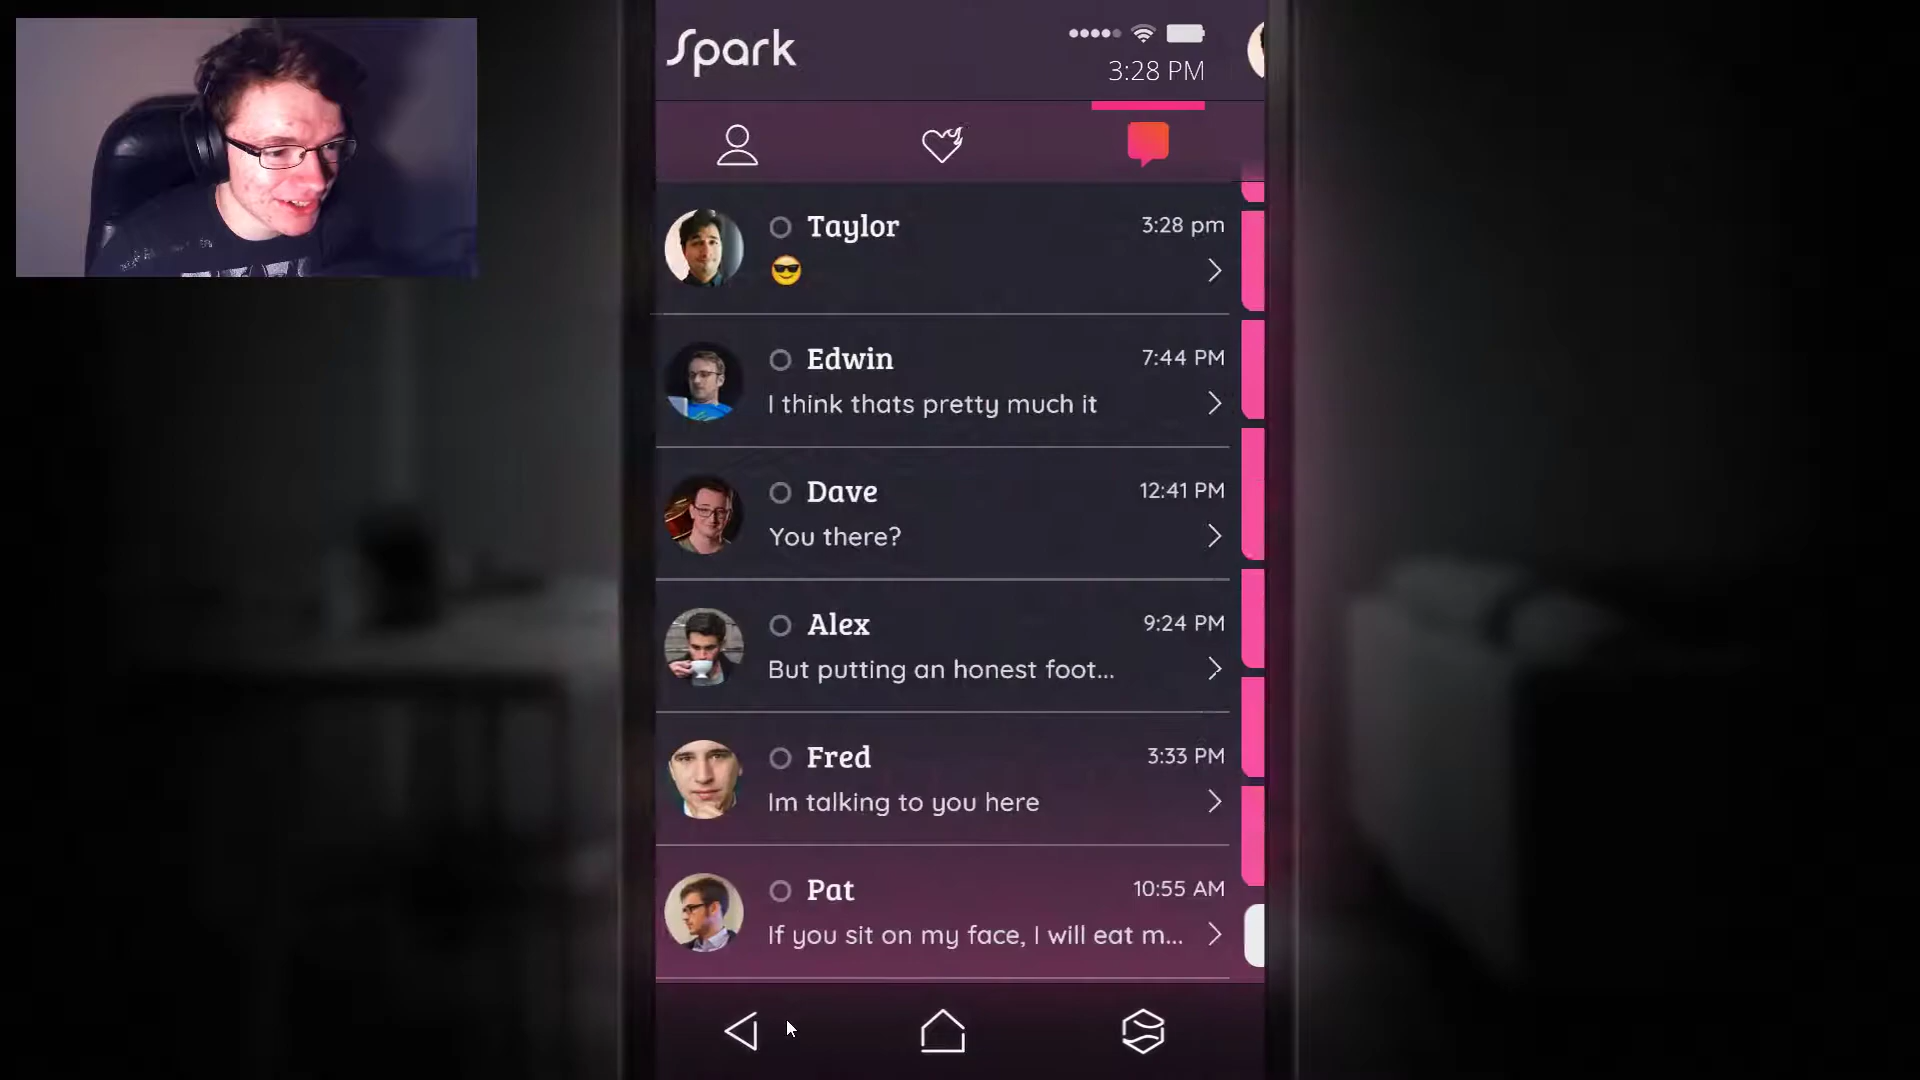 Spark
3:28 PM
Taylor 3:28 pm
😎
Edwin 7:44 PM
I think thats pretty much it
Dave 12:41 PM
You there?
Alex 9:24 PM
But putting an honest foot...
Fred 3:33 PM
Im talking to you here
Pat 10:55 AM
If you sit on my face, I will eat m...